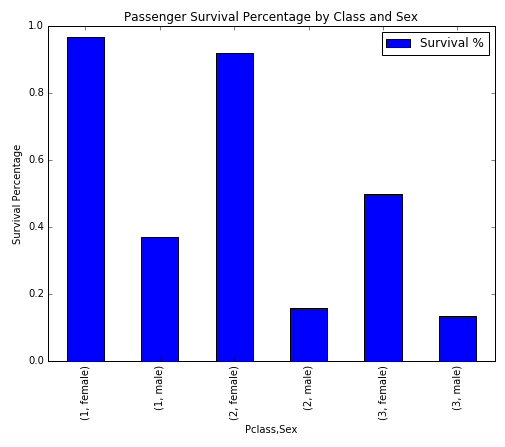 Passenger Survival Percentage by Class and Sex
Survival %
1.0
0.8
0.6
0.4
0.2
0.0
Survival Percentage
(1, female)
(1, male)
(2, female)
(2, male)
(3, female)
(3, male)
Pclass,Sex